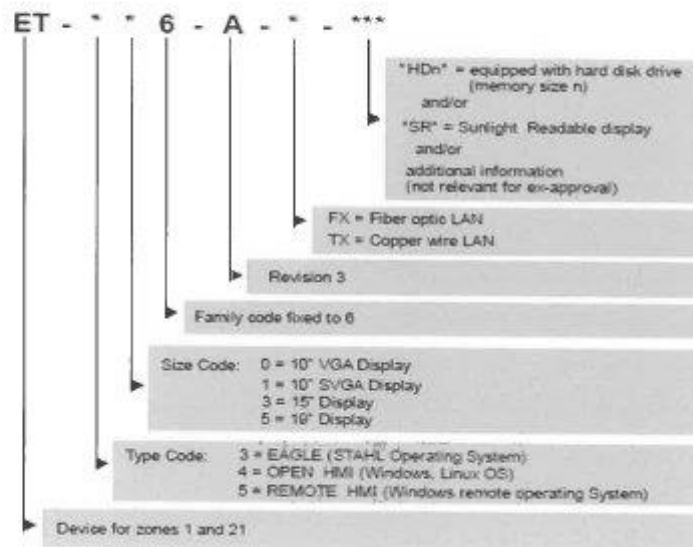 ET - * * 6 - A - * - ***
"HDn" = equipped with hard disk drive
(memory size n)
and/or
"SR" = Sunlight Readable display
and/or
additional information
(not relevant for ex-approval)
FX = Fiber optic LAN
TX = Copper wire LAN
Revision 3
Family code fixed to 6
Size Code: 0 = 10" VGA Display
1 = 10" SVGA Display
3 = 15" Display
5 = 19" Display
Type Code: 3 = EAGLE (STAHL Operating System)
4 = OPEN HMI (Windows, Linux OS)
5 = REMOTE HMI (Windows remote operating System)
Device for zones 1 and 21